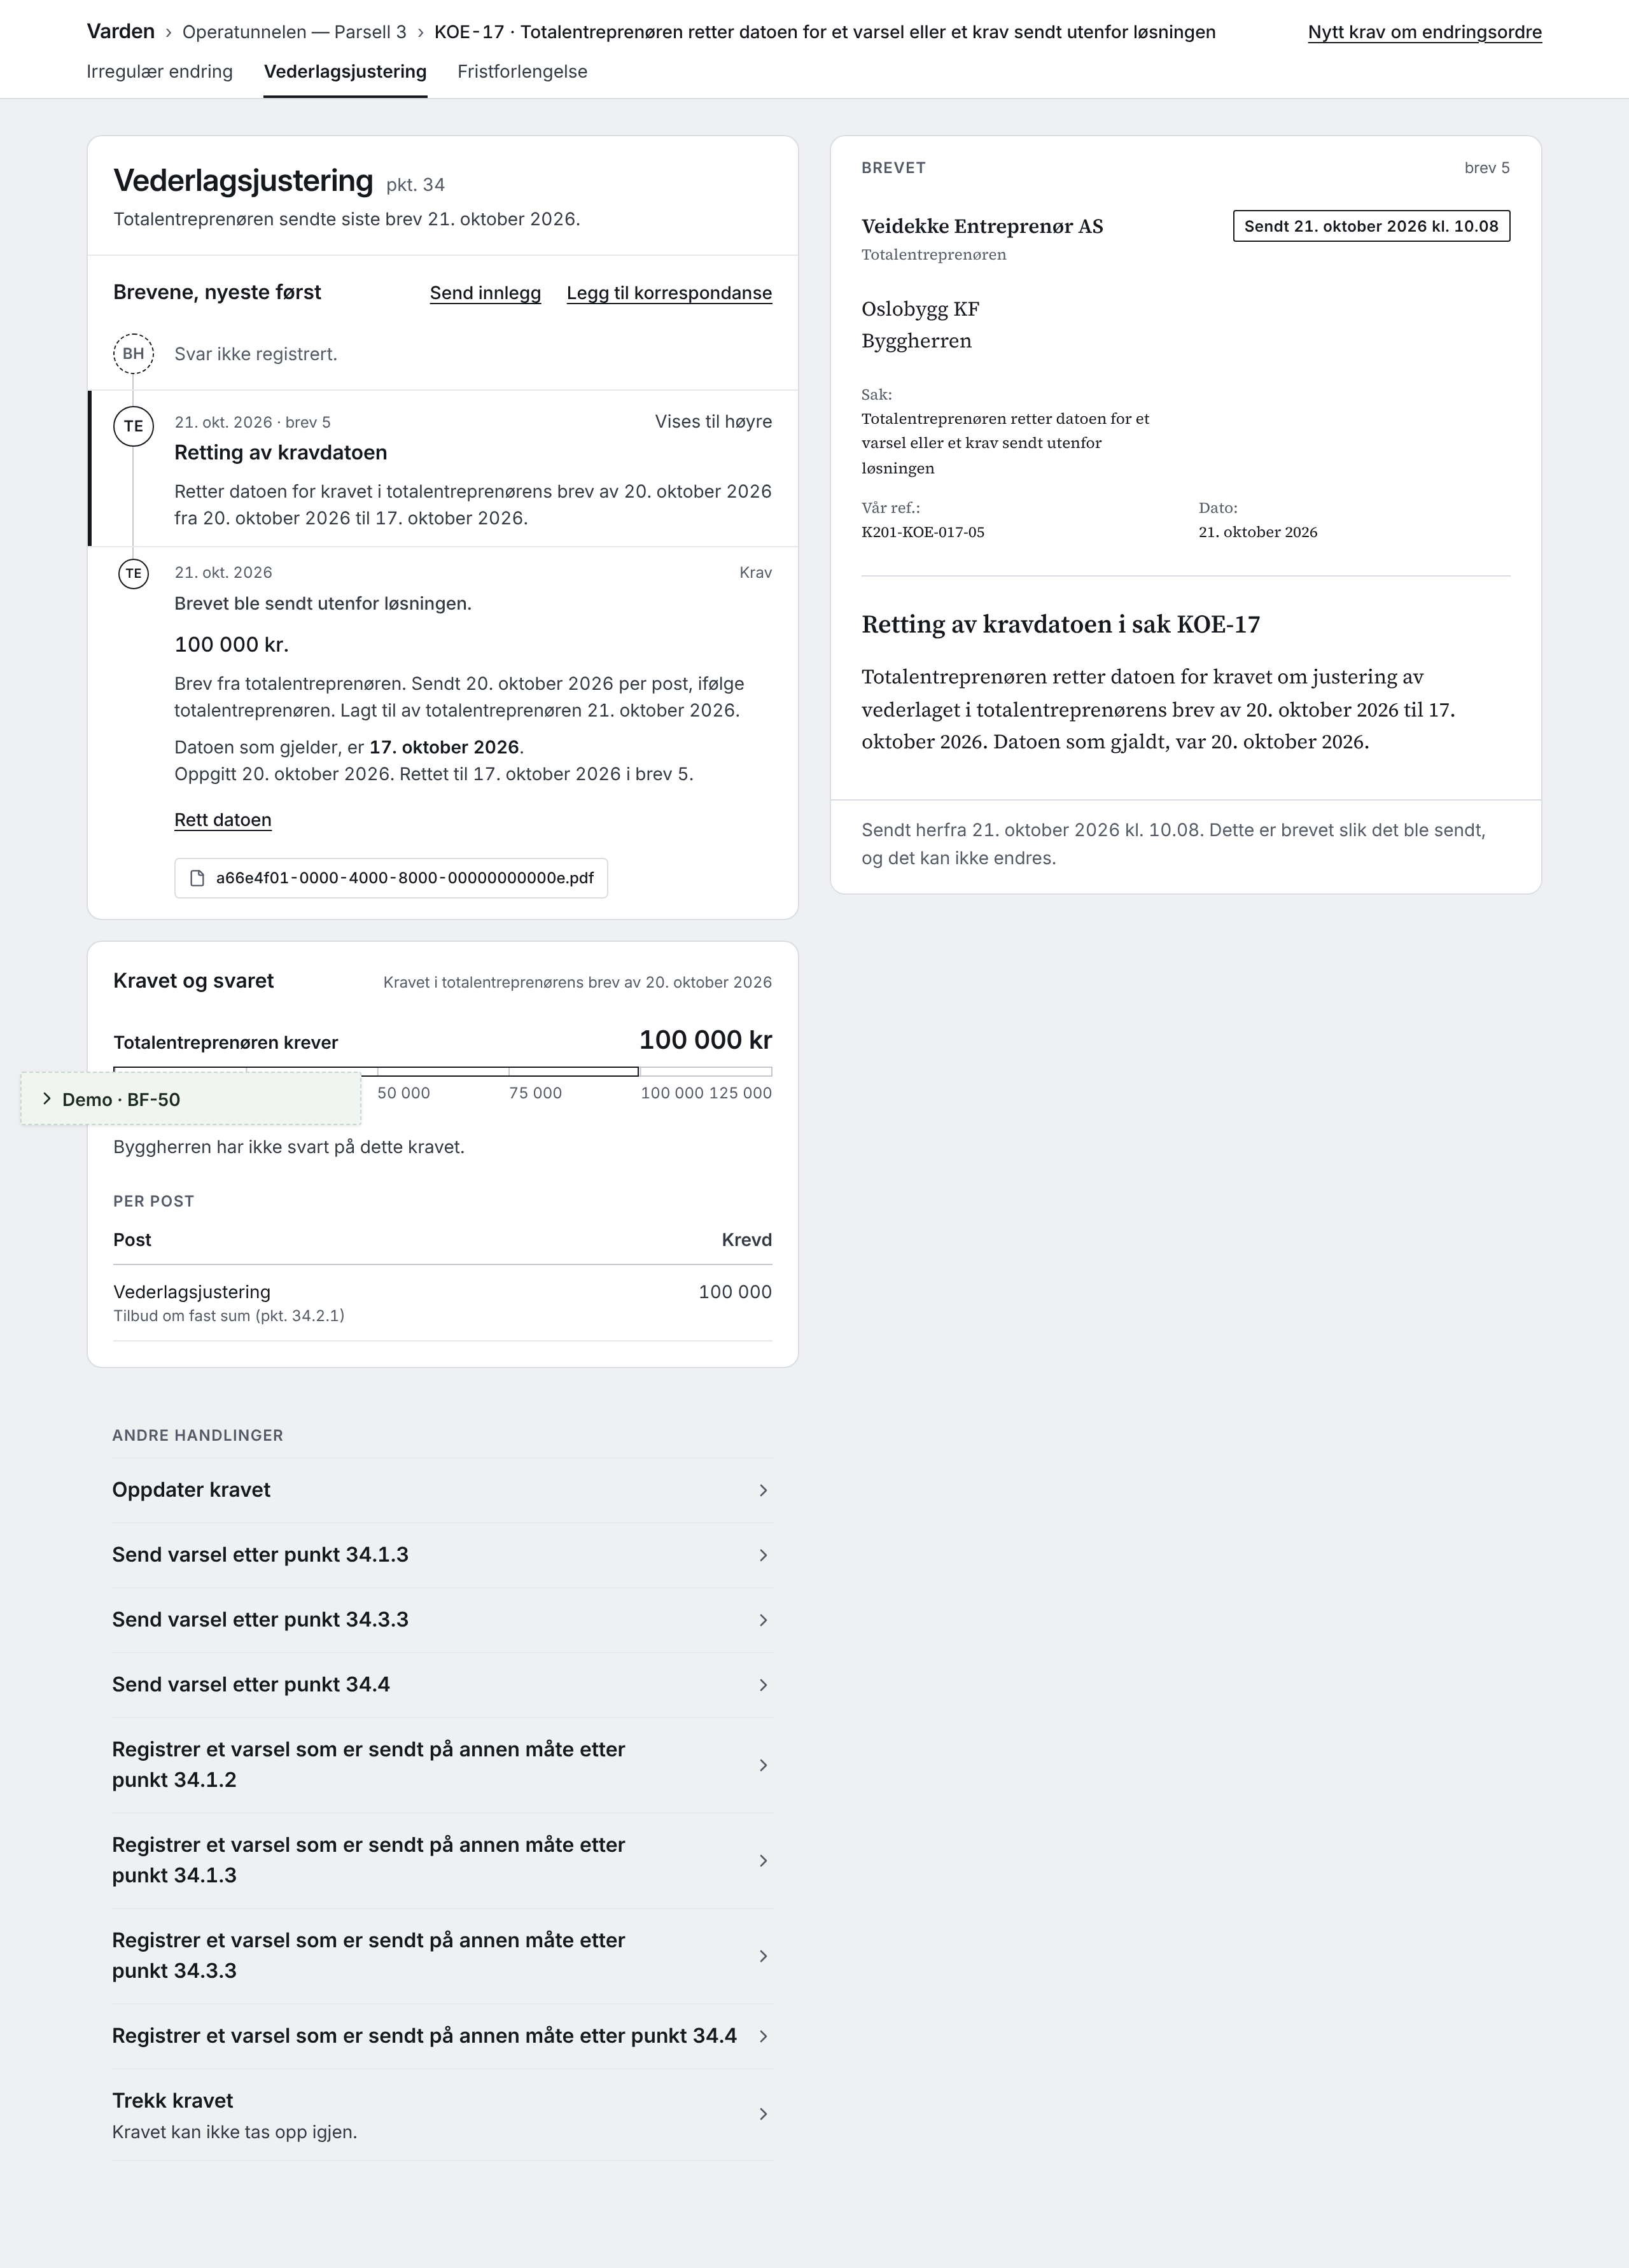 Varden › Operatunnelen — Parsell 3 › KOE-17 · Totalentreprenøren retter datoen for et varsel eller et krav sendt utenfor løsningen
Nytt krav om endringsordre
Irregulær endring Vederlagsjustering Fristforlengelse
Vederlagsjustering pkt. 34
Totalentreprenøren sendte siste brev 21. oktober 2026.
Brevene, nyeste først
Send innlegg Legg til korrespondanse
BH Svar ikke registrert.
TE 21. okt. 2026 · brev 5 Vises til høyre
Retting av kravdatoen
Retter datoen for kravet i totalentreprenørens brev av 20. oktober 2026
fra 20. oktober 2026 til 17. oktober 2026.
TE 21. okt. 2026 Krav
Brevet ble sendt utenfor løsningen.
100 000 kr.
Brev fra totalentreprenøren. Sendt 20. oktober 2026 per post, ifølge
totalentreprenøren. Lagt til av totalentreprenøren 21. oktober 2026.
Datoen som gjelder, er 17. oktober 2026.
Oppgitt 20. oktober 2026. Rettet til 17. oktober 2026 i brev 5.
Rett datoen
a66e4f01-0000-4000-8000-00000000000e.pdf
Kravet og svaret Kravet i totalentreprenørens brev av 20. oktober 2026
Totalentreprenøren krever 100 000 kr
50 000 75 000 100 000 125 000
Demo · BF-50
Byggherren har ikke svart på dette kravet.
PER POST
Post Krevd
Vederlagsjustering 100 000
Tilbud om fast sum (pkt. 34.2.1)
ANDRE HANDLINGER
Oppdater kravet
Send varsel etter punkt 34.1.3
Send varsel etter punkt 34.3.3
Send varsel etter punkt 34.4
Registrer et varsel som er sendt på annen måte etter
punkt 34.1.2
Registrer et varsel som er sendt på annen måte etter
punkt 34.1.3
Registrer et varsel som er sendt på annen måte etter
punkt 34.3.3
Registrer et varsel som er sendt på annen måte etter punkt 34.4
Trekk kravet
Kravet kan ikke tas opp igjen.
BREVET brev 5
Veidekke Entreprenør AS Sendt 21. oktober 2026 kl. 10.08
Totalentreprenøren
Oslobygg KF
Byggherren
Sak:
Totalentreprenøren retter datoen for et
varsel eller et krav sendt utenfor
løsningen
Vår ref.: Dato:
K201-KOE-017-05 21. oktober 2026
Retting av kravdatoen i sak KOE-17
Totalentreprenøren retter datoen for kravet om justering av
vederlaget i totalentreprenørens brev av 20. oktober 2026 til 17.
oktober 2026. Datoen som gjaldt, var 20. oktober 2026.
Sendt herfra 21. oktober 2026 kl. 10.08. Dette er brevet slik det ble sendt,
og det kan ikke endres.